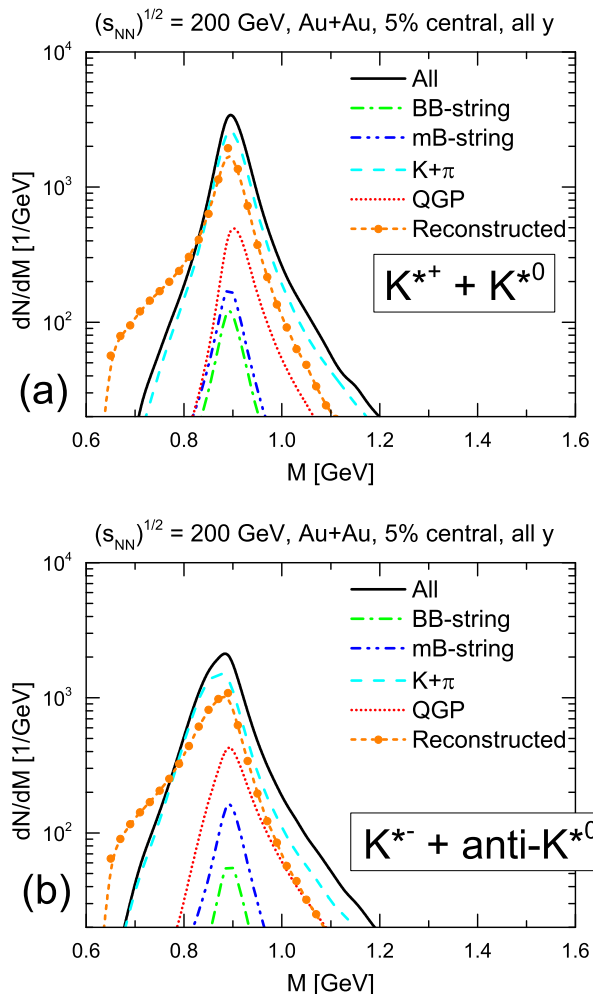 (s_NN)^1/2 = 200 GeV, Au+Au, 5% central, all y
10^4
10^3
10^2
dN/dM [1/GeV]
All
BB-string
mB-string
K+π
QGP
Reconstructed
K*+ + K*0
(a)
0.6 0.8 1.0 1.2 1.4 1.6
M [GeV]
(s_NN)^1/2 = 200 GeV, Au+Au, 5% central, all y
10^4
10^3
10^2
dN/dM [1/GeV]
All
BB-string
mB-string
K+π
QGP
Reconstructed
K*- + anti-K*0
(b)
0.6 0.8 1.0 1.2 1.4 1.6
M [GeV]